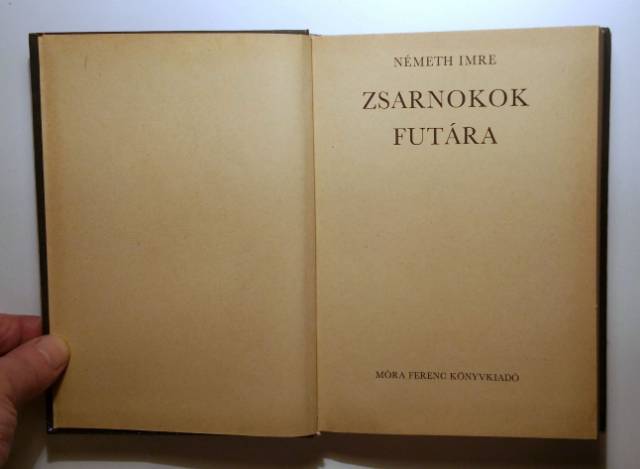 NÉMETH IMRE
ZSARNOKOK
FUTÁRA
MÓRA FERENC KÖNYVKIADÓ